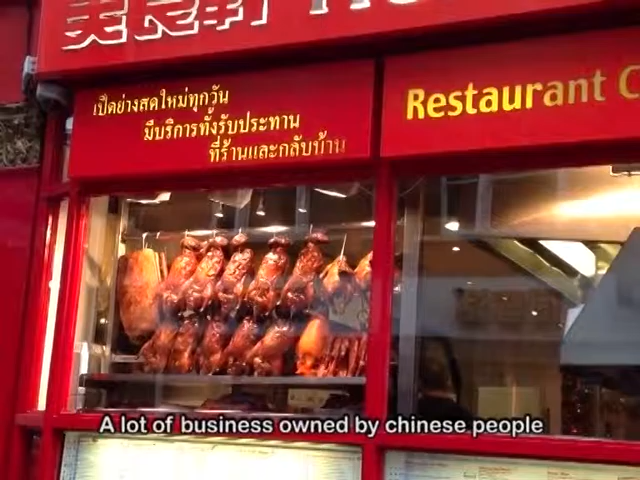 เป็ดย่างสดใหม่ทุกวัน
มีบริการทั้งรับประทาน
ที่ร้านและกลับบ้าน
Restaurant
A lot of business owned by chinese people